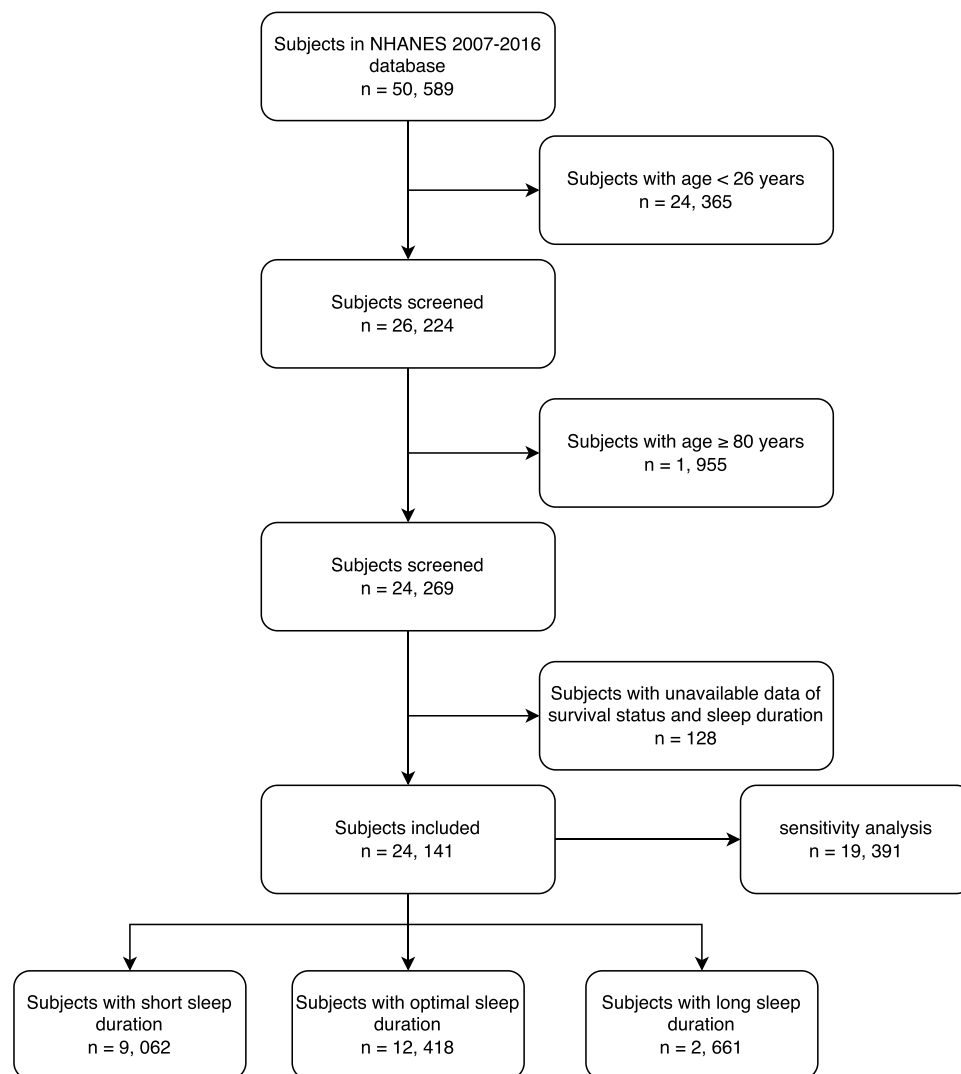 Subjects in NHANES 2007-2016
database
n = 50, 589
Subjects with age < 26 years
n = 24, 365
Subjects screened
n = 26, 224
Subjects with age ≥ 80 years
n = 1, 955
Subjects screened
n = 24, 269
Subjects with unavailable data of
survival status and sleep duration
n = 128
Subjects included
n = 24, 141
sensitivity analysis
n = 19, 391
Subjects with short sleep
duration
n = 9, 062
Subjects with optimal sleep
duration
n = 12, 418
Subjects with long sleep
duration
n = 2, 661